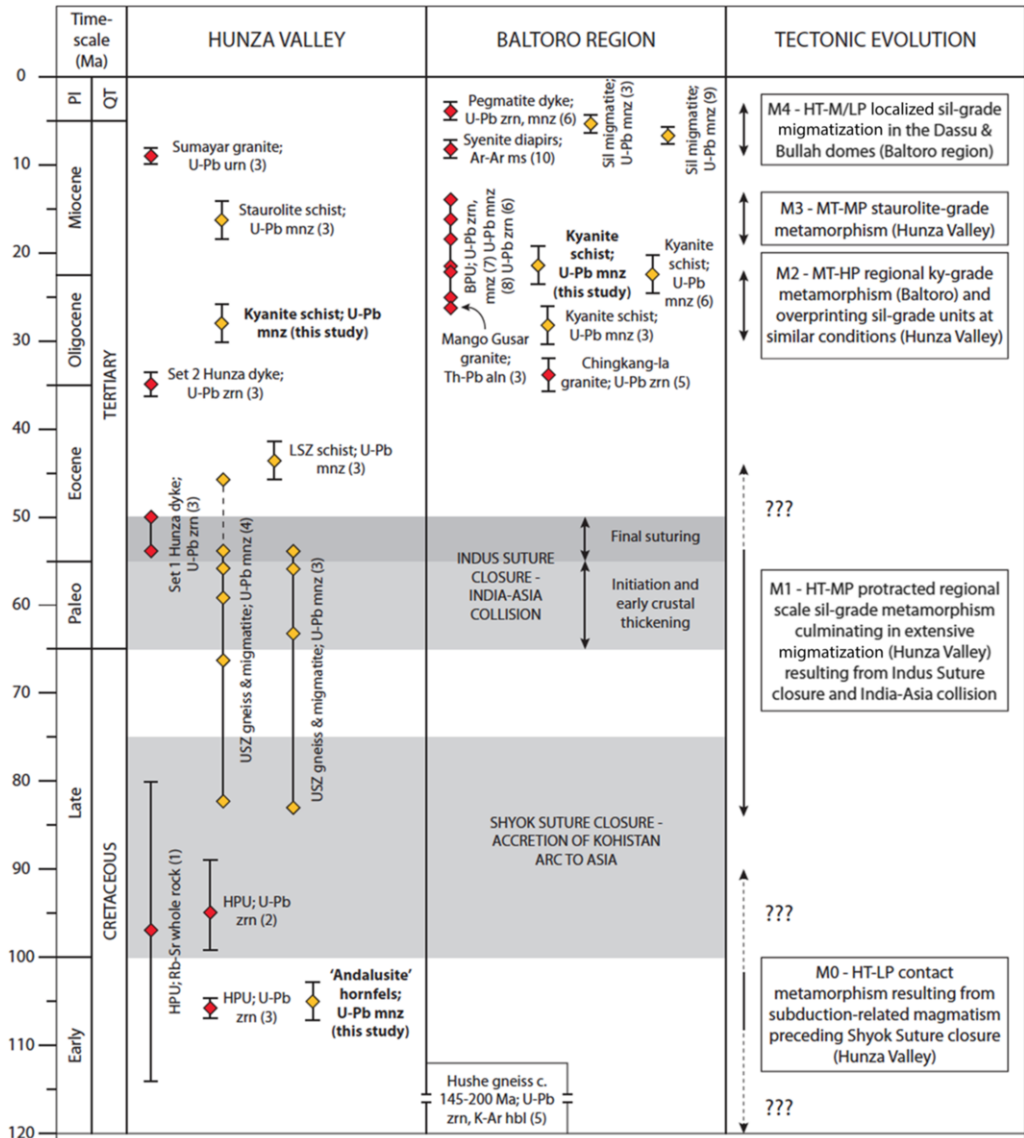 Time-
scale
(Ma)
HUNZA VALLEY
BALTORO REGION
TECTONIC EVOLUTION
0
10
20
30
40
50
60
70
80
90
100
110
120
Pl
Miocene
Oligocene
Eocene
Paleo
Late
Early
QT
TERTIARY
CRETACEOUS
Sumayar granite;
U-Pb urn (3)
Staurolite schist;
U-Pb mnz (3)
Kyanite schist; U-Pb
mnz (this study)
Set 2 Hunza dyke;
U-Pb zrn (3)
LSZ schist; U-Pb
mnz (3)
Set 1 Hunza dyke;
U-Pb zrn (3)
USZ gneiss & migmatite; U-Pb mnz (4)
USZ gneiss & migmatite; U-Pb mnz (3)
HPU; Rb-Sr whole rock (1)
HPU; U-Pb
zrn (2)
HPU; U-Pb
zrn (3)
'Andalusite'
hornfels;
U-Pb mnz
(this study)
Pegmatite dyke;
U-Pb zrn, mnz (6)
Syenite diapirs;
Ar-Ar ms (10)
Sil migmatite;
U-Pb mnz (3)
Sil migmatite;
U-Pb mnz (9)
BPU; U-Pb zrn,
mnz (7) U-Pb mnz
(8) U-Pb zrn (6)
Kyanite
schist;
U-Pb mnz
(this study)
Kyanite
schist;
U-Pb
mnz (6)
Kyanite schist;
U-Pb mnz (3)
Mango Gusar
granite;
Th-Pb aln (3)
Chingkang-la
granite; U-Pb zrn (5)
INDUS SUTURE
CLOSURE -
INDIA-ASIA
COLLISION
Final suturing
Initiation and
early crustal
thickening
SHYOK SUTURE CLOSURE -
ACCRETION OF KOHISTAN
ARC TO ASIA
Hushe gneiss c.
145-200 Ma; U-Pb
zrn, K-Ar hbl (5)
M4 - HT-M/LP localized sil-grade
migmatization in the Dassu &
Bullah domes (Baltoro region)
M3 - MT-MP staurolite-grade
metamorphism (Hunza Valley)
M2 - MT-HP regional ky-grade
metamorphism (Baltoro) and
overprinting sil-grade units at
similar conditions (Hunza Valley)
???
M1 - HT-MP protracted regional
scale sil-grade metamorphism
culminating in extensive
migmatization (Hunza Valley)
resulting from Indus Suture
closure and India-Asia collision
???
M0 - HT-LP contact
metamorphism resulting from
subduction-related magmatism
preceding Shyok Suture closure
(Hunza Valley)
???